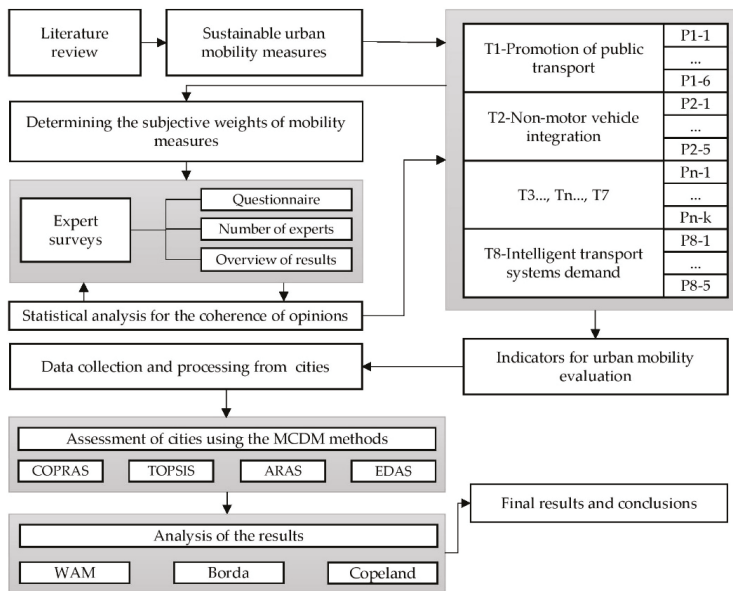 Literature
review
Sustainable urban
mobility measures
T1-Promotion of public
transport
P1-1
...
P1-6
T2-Non-motor vehicle
integration
P2-1
...
P2-5
T3..., Tn..., T7
Pn-1
...
Pn-k
T8-Intelligent transport
systems demand
P8-1
...
P8-5
Determining the subjective weights of mobility
measures
Expert
surveys
Questionnaire
Number of experts
Overview of results
Statistical analysis for the coherence of opinions
Indicators for urban mobility
evaluation
Data collection and processing from cities
Assessment of cities using the MCDM methods
COPRAS
TOPSIS
ARAS
EDAS
Analysis of the results
WAM
Borda
Copeland
Final results and conclusions